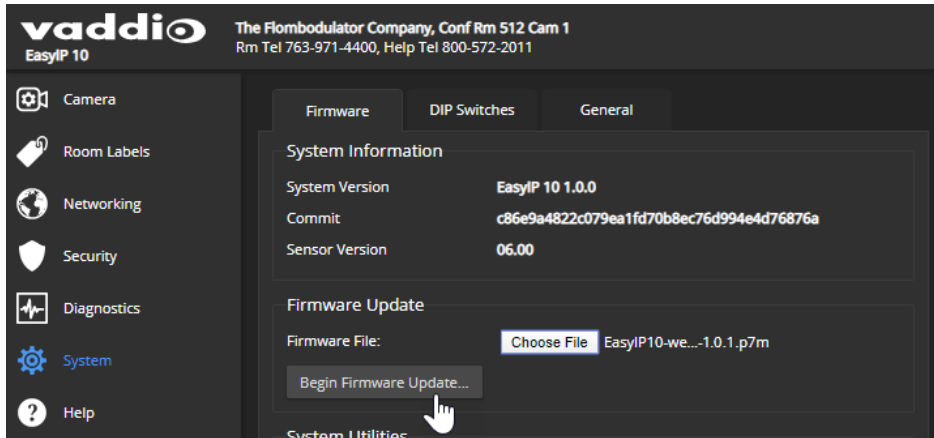 vaddio
EasyIP 10
The Flombodulator Company, Conf Rm 512 Cam 1
Rm Tel 763-971-4400, Help Tel 800-572-2011
Camera
Room Labels
Networking
Security
Diagnostics
System
Help
Firmware DIP Switches General
System Information
System Version EasyIP 10 1.0.0
Commit c86e9a4822c079ea1fd70b8ec76d994e4d76876a
Sensor Version 06.00
Firmware Update
Firmware File: Choose File EasyIP10-we...-1.0.1.p7m
Begin Firmware Update...
System Utilities